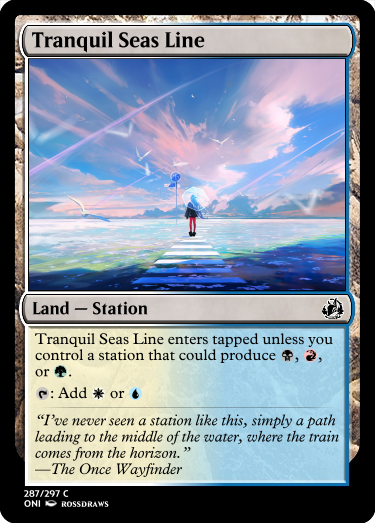 Tranquil Seas Line
Land — Station
Tranquil Seas Line enters tapped unless you
control a station that could produce , ,
or .
: Add or
“I’ve never seen a station like this, simply a path
leading to the middle of the water, where the train
comes from the horizon.”
—The Once Wayfinder
287/297 C
ONI ROSSDRAWS